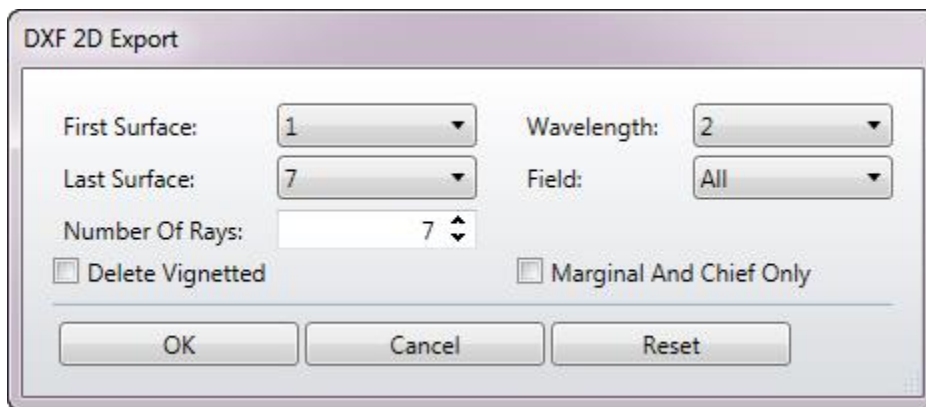 DXF 2D Export
First Surface: 1 Wavelength: 2
Last Surface: 7 Field: All
Number Of Rays: 7
Delete Vignetted Marginal And Chief Only
OK Cancel Reset